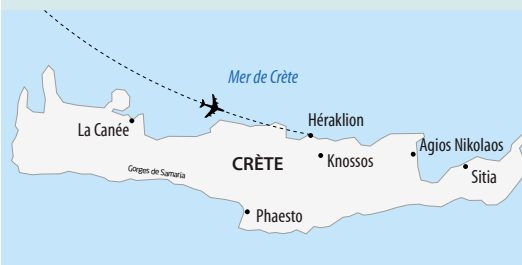 Mer de Crète
Héraklion
La Canée
Agios Nikolaos
Knossos
CRÈTE
Gorges de Samaria
Sitia
Phaesto